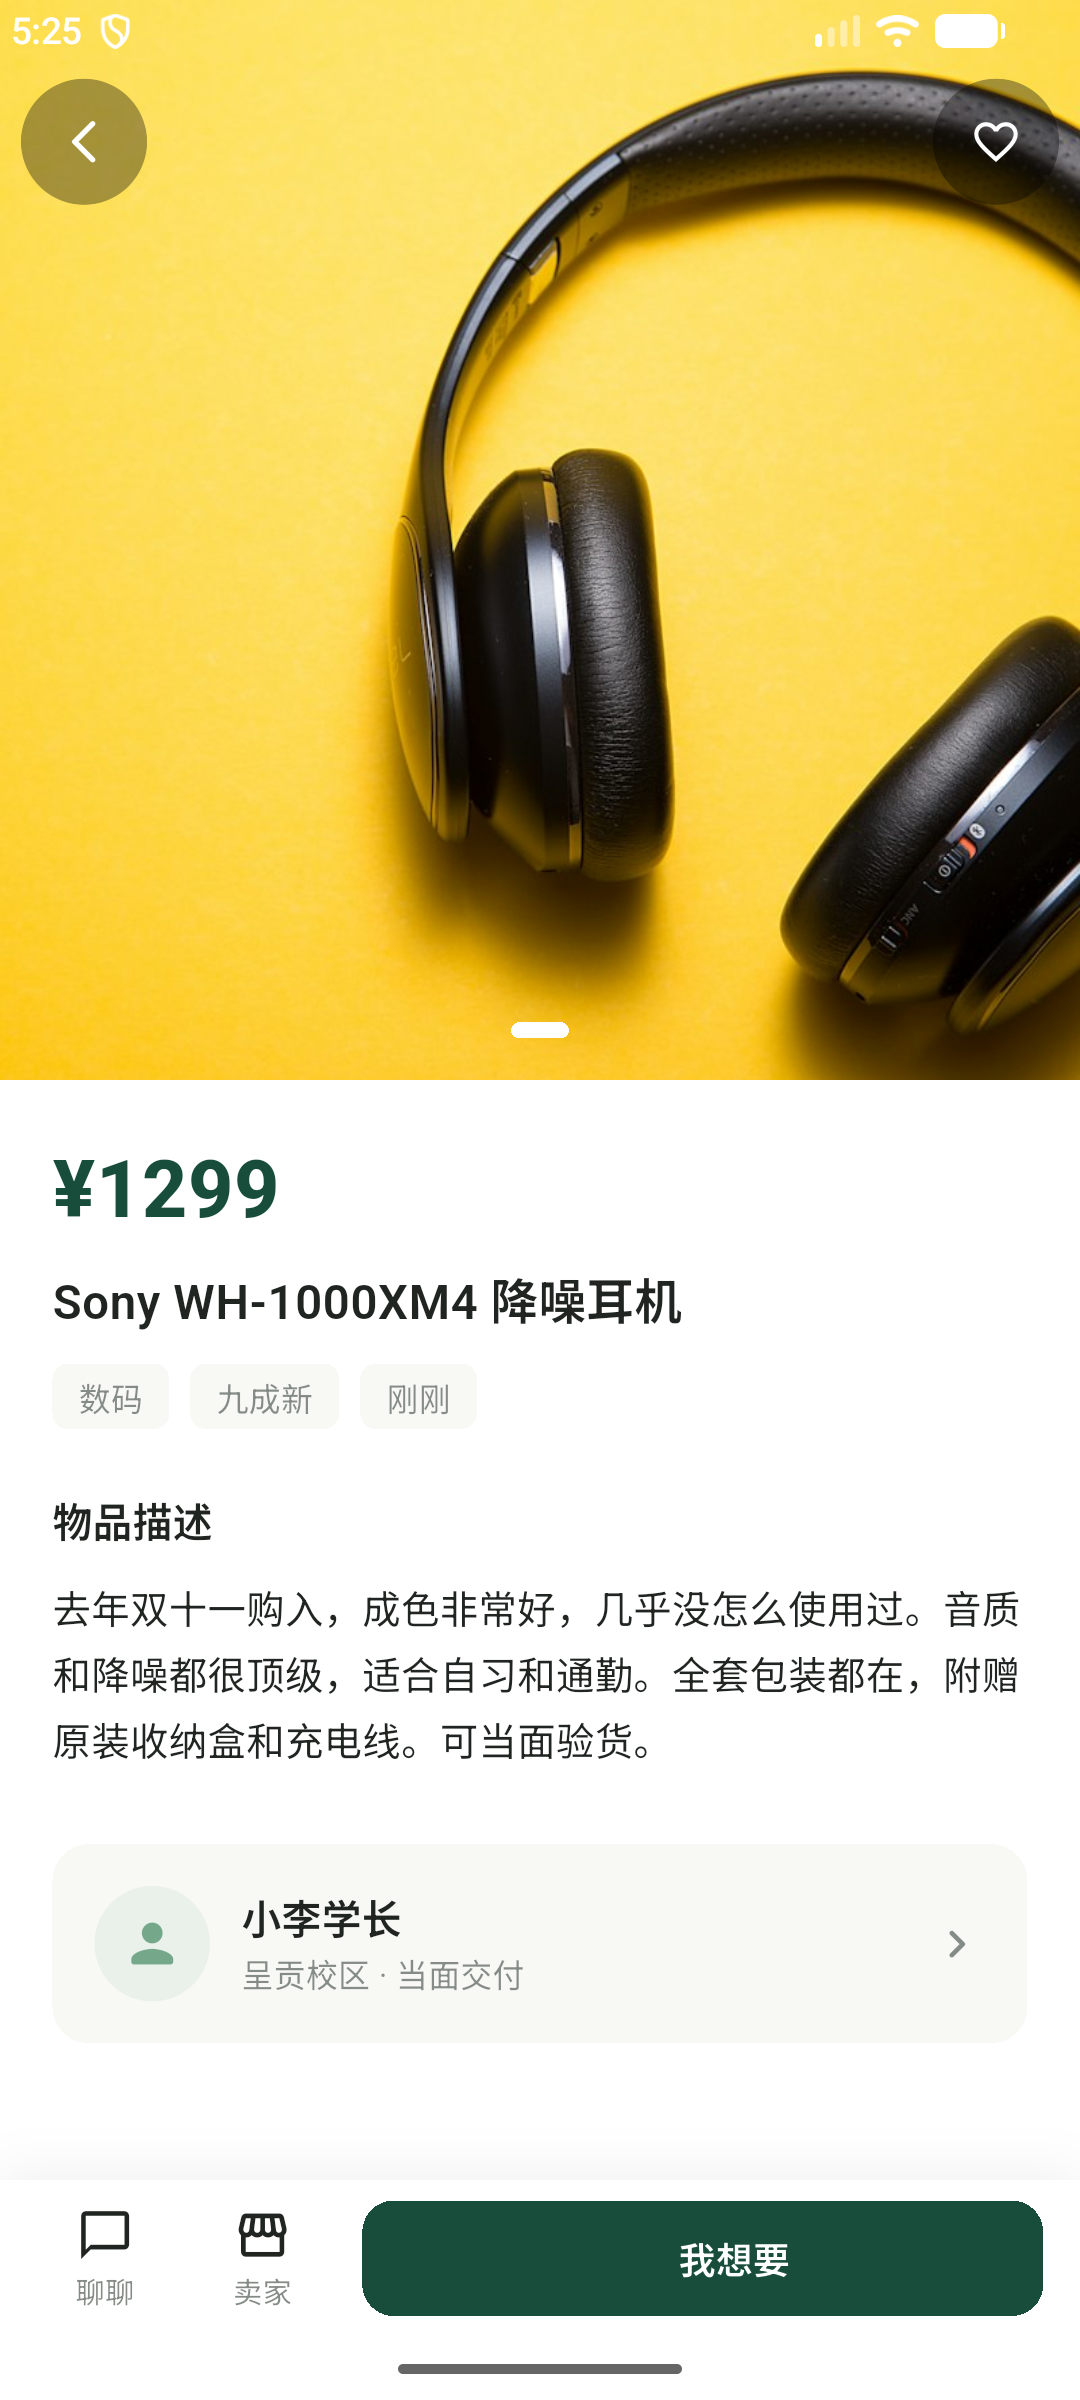 5:25
ANC
¥1299
Sony WH-1000XM4 降噪耳机
数码 九成新 刚刚
物品描述
去年双十一购入，成色非常好，几乎没怎么使用过。音质
和降噪都很顶级，适合自习和通勤。全套包装都在，附赠
原装收纳盒和充电线。可当面验货。
小李学长
呈贡校区 · 当面交付
聊聊 卖家 我想要